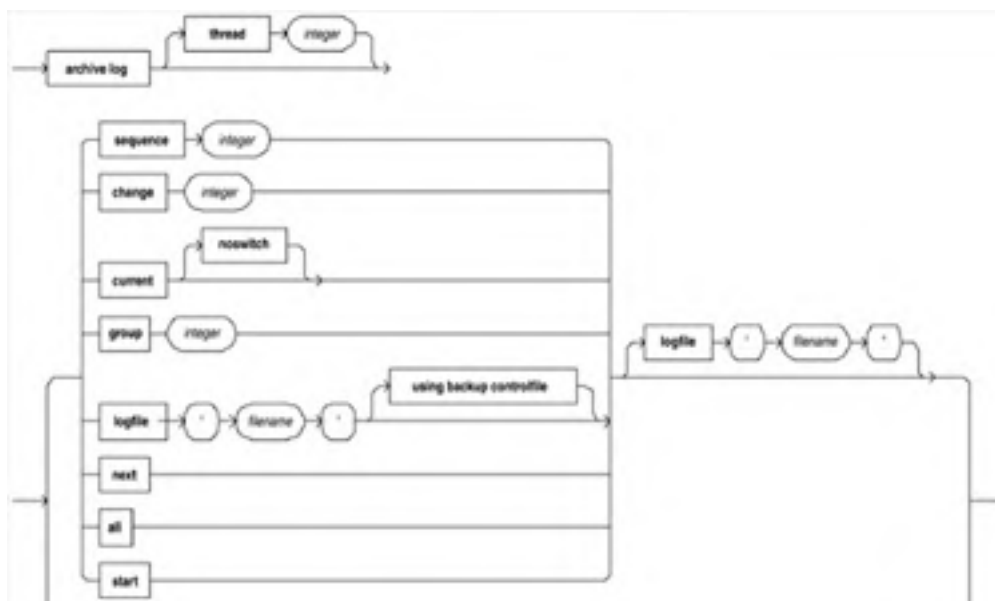 thread integer
archive log
sequence integer
change integer
noswitch
current
group integer
logfile ' filename '
using backup controlfile
logfile ' filename '
next
all
start